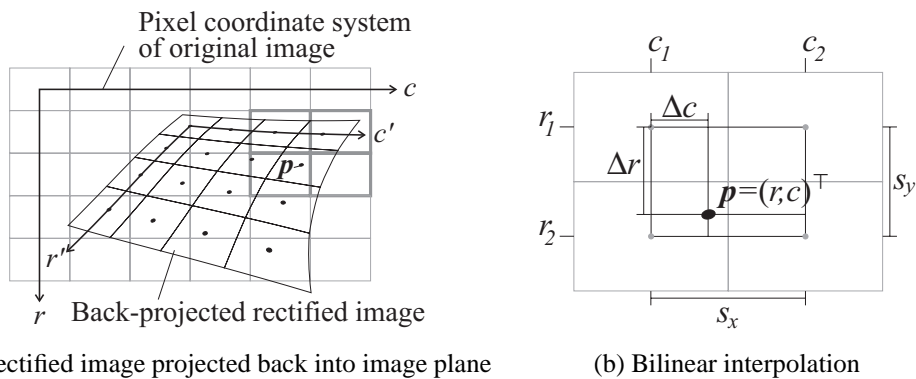 Pixel coordinate system
of original image
c
c'
p
r'
r
Back-projected rectified image
ectified image projected back into image plane
c1 c2
r1
Δc
Δr
p=(r,c)⊤
sy
r2
sx
(b) Bilinear interpolation